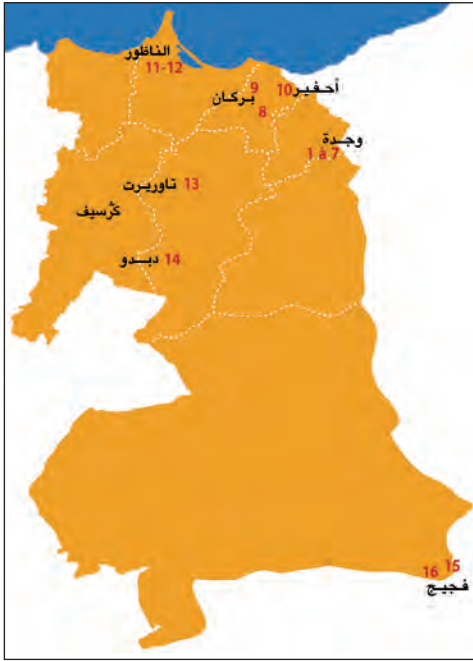 الناظور
11-12
9
بركان
8
10 أحفير
وجدة
1 à 7
تاوريرت 13
كرسيف
دبدو 14
16 15
فجيج